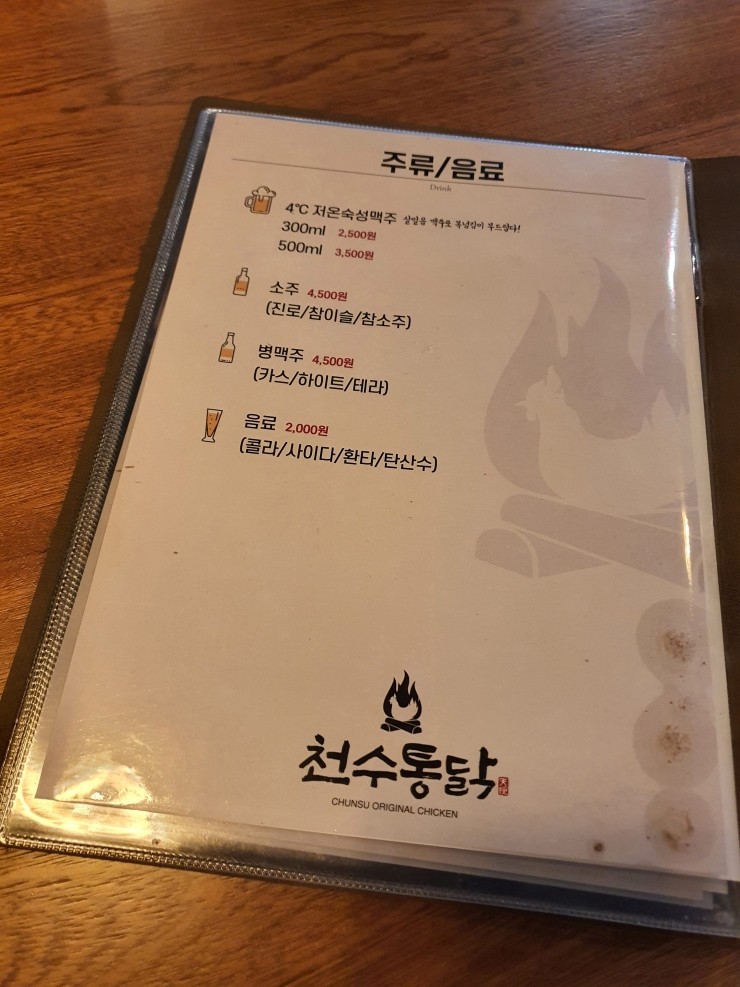 주류/음료
Drink
4℃ 저온숙성맥주 살얼음 맥주로 목넘김이 부드럽다!
300ml 2,500원
500ml 3,500원
소주 4,500원
(진로/참이슬/참소주)
병맥주 4,500원
(카스/하이트/테라)
음료 2,000원
(콜라/사이다/환타/탄산수)
천수통닭
CHUNSU ORIGINAL CHICKEN